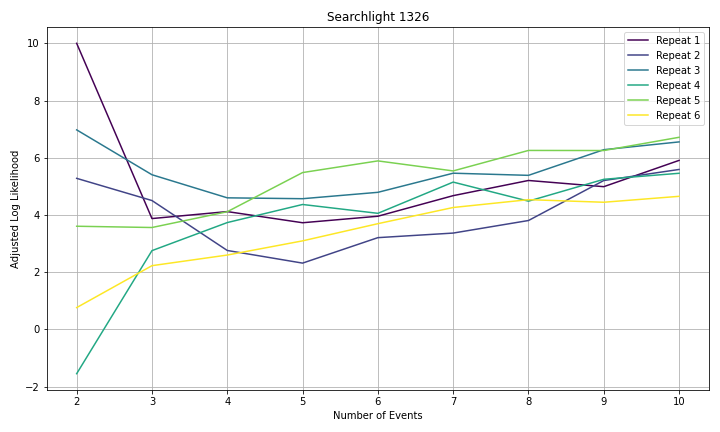 Searchlight 1326
Adjusted Log Likelihood
10
8
6
4
2
0
−2
2 3 4 5 6 7 8 9 10
Number of Events
Repeat 1
Repeat 2
Repeat 3
Repeat 4
Repeat 5
Repeat 6